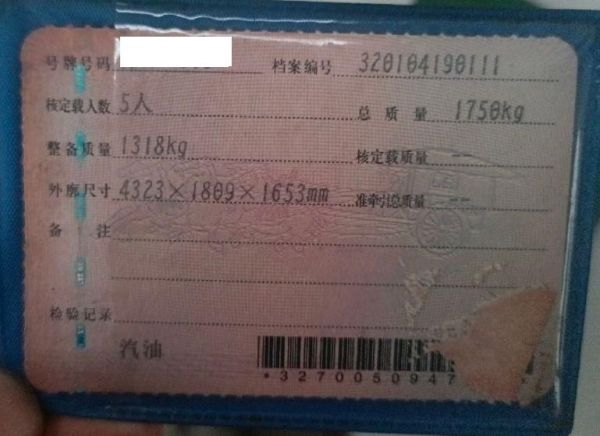 号牌号码 档案编号 320104190111
核定载人数 5人 总质量 1750kg
整备质量 1318kg 核定载质量 --
外廓尺寸 4323×1809×1653mm 准牵引总质量 --
备注
检验记录
汽油
*3270050947